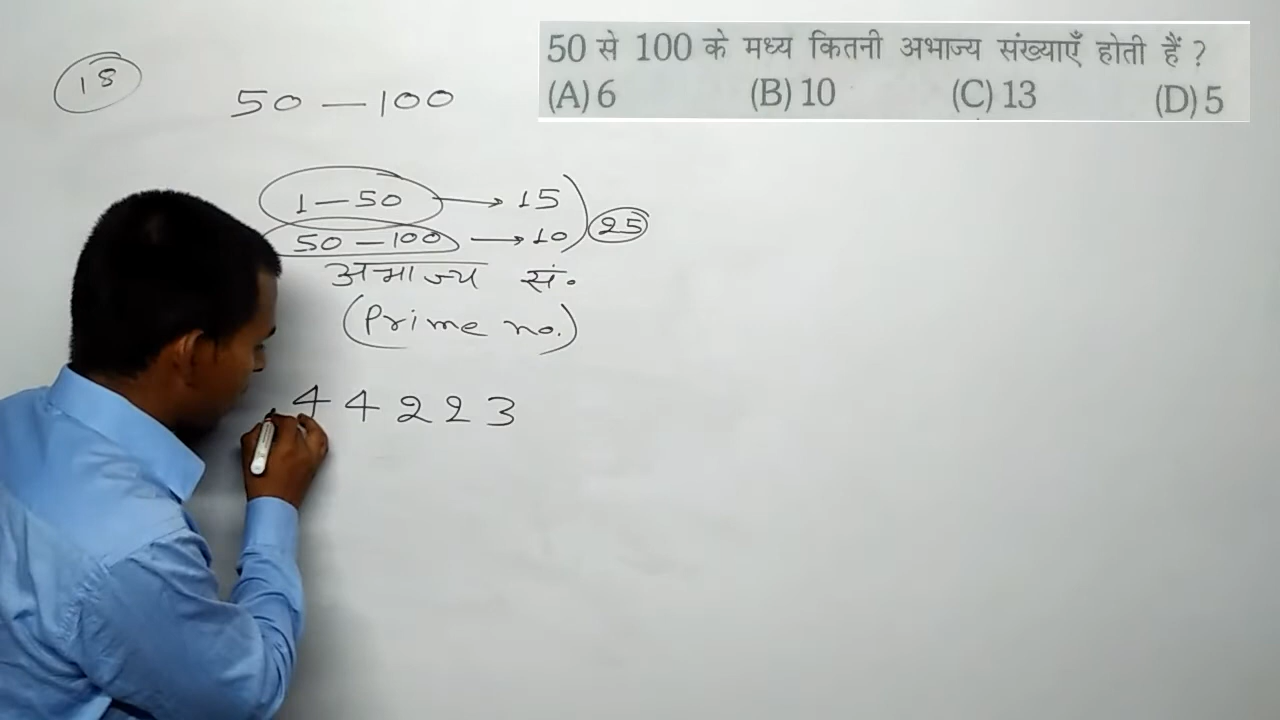 18
50 से 100 के मध्य कितनी अभाज्य संख्याएँ होती हैं ?
(A) 6 (B) 10 (C) 13 (D) 5
50 — 100
1 — 50 → 15
50 — 100 → 10 25
अभाज्य सं.
(Prime no.)
4 4 2 2 3